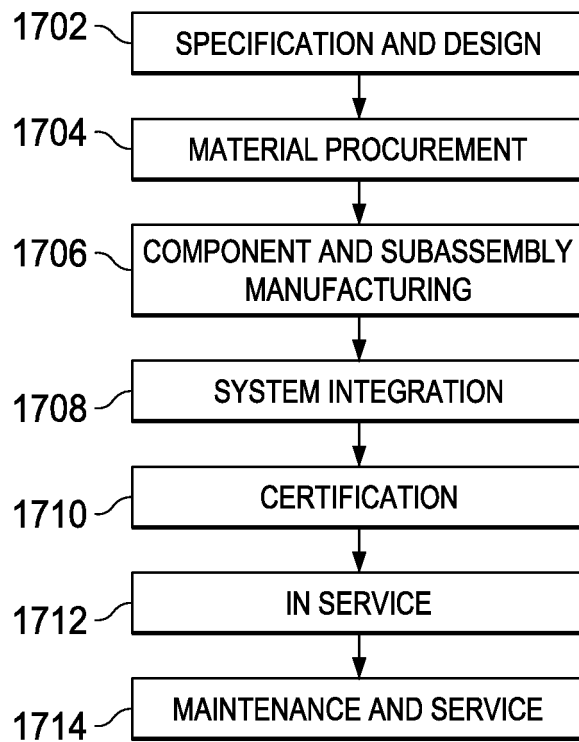 1702
SPECIFICATION AND DESIGN
1704
MATERIAL PROCUREMENT
1706
COMPONENT AND SUBASSEMBLY
MANUFACTURING
1708
SYSTEM INTEGRATION
1710
CERTIFICATION
1712
IN SERVICE
1714
MAINTENANCE AND SERVICE